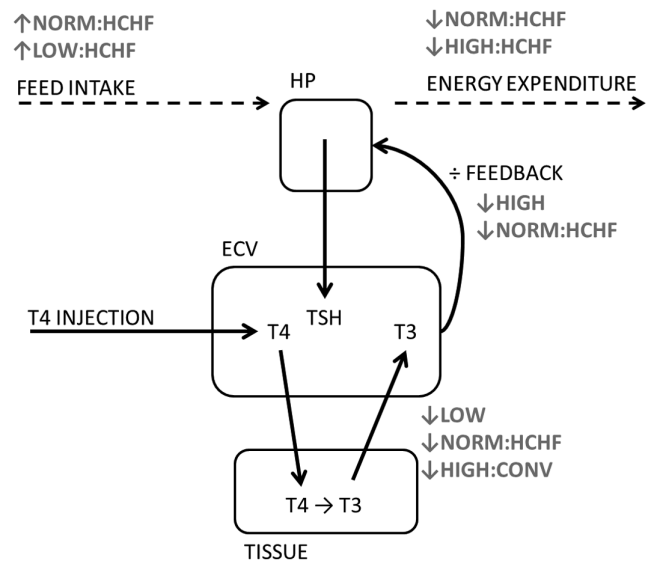 ↑NORM:HCHF
↑LOW:HCHF
FEED INTAKE
HP
↓NORM:HCHF
↓HIGH:HCHF
ENERGY EXPENDITURE
÷ FEEDBACK
↓HIGH
↓NORM:HCHF
ECV
T4 INJECTION
T4
TSH
T3
↓LOW
↓NORM:HCHF
↓HIGH:CONV
T4 → T3
TISSUE